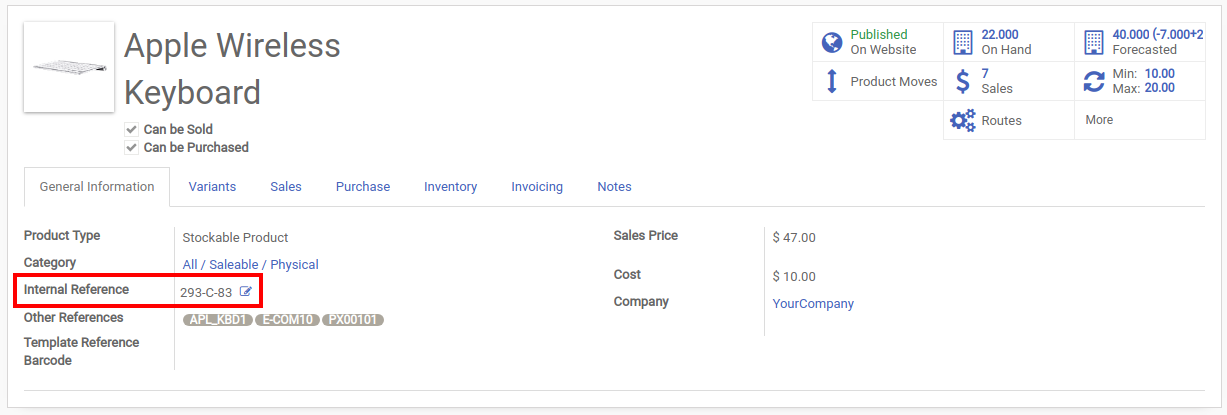 Apple Wireless
Keyboard
Can be Sold
Can be Purchased
Published
On Website
22.000
On Hand
40.000 (-7.000+2
Forecasted
Product Moves
7
Sales
Min: 10.00
Max: 20.00
Routes
More
General Information Variants Sales Purchase Inventory Invoicing Notes
Product Type Stockable Product
Category All / Saleable / Physical
Internal Reference 293-C-83
Other References APL_KBD1 E-COM10 PX00101
Template Reference
Barcode
Sales Price $ 47.00
Cost $ 10.00
Company YourCompany